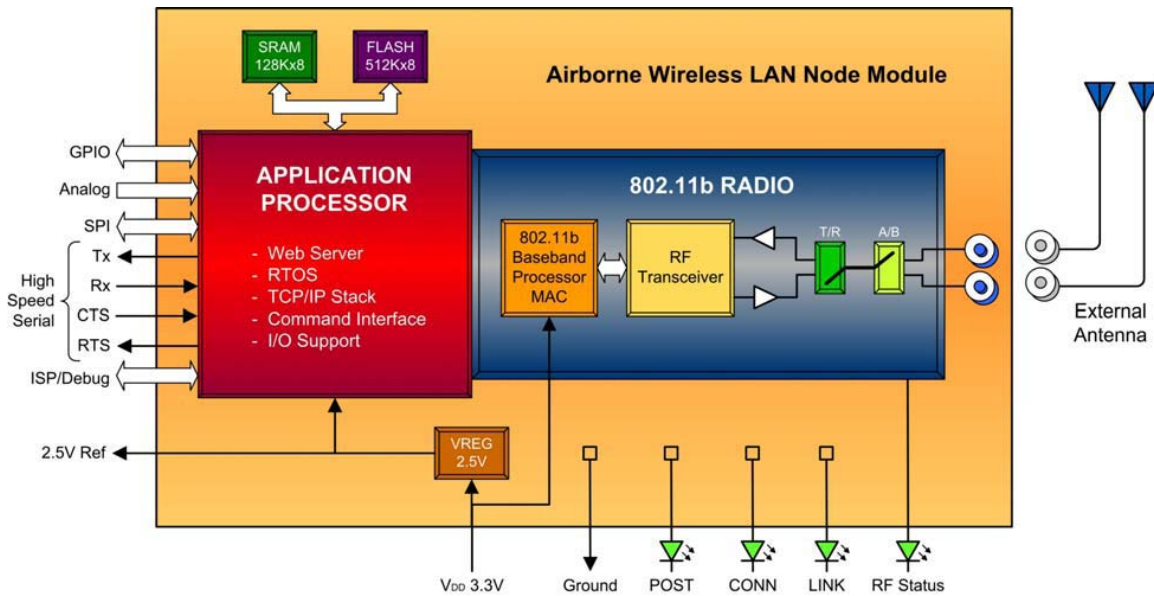 SRAM
128Kx8
FLASH
512Kx8
Airborne Wireless LAN Node Module
GPIO
Analog
SPI
High
Speed
Serial
Tx
Rx
CTS
RTS
ISP/Debug
2.5V Ref
APPLICATION
PROCESSOR
- Web Server
- RTOS
- TCP/IP Stack
- Command Interface
- I/O Support
802.11b RADIO
802.11b
Baseband
Processor
MAC
RF
Transceiver
T/R
A/B
External
Antenna
VREG
2.5V
VDD 3.3V
Ground
POST
CONN
LINK
RF Status